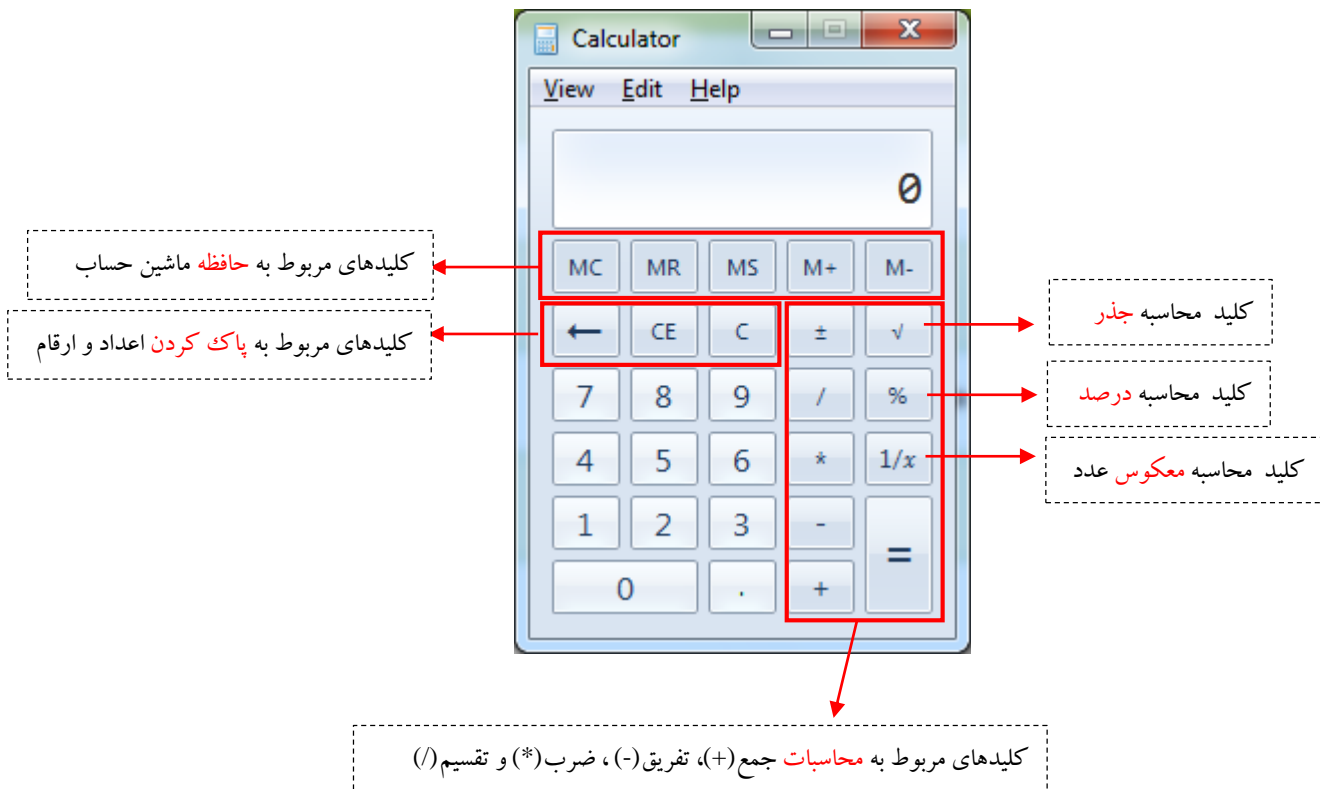 Calculator
View Edit Help
0
کلیدهای مربوط به حافظه ماشین حساب
MC MR MS M+ M-
کلید محاسبه جذر
کلیدهای مربوط به پاک کردن اعداد و ارقام
← CE C ± √
7 8 9 / %
کلید محاسبه درصد
4 5 6 * 1/x
کلید محاسبه معکوس عدد
1 2 3 - =
0 . +
کلیدهای مربوط به محاسبات جمع(+)، تفریق(-) ، ضرب(*) و تقسیم(/)